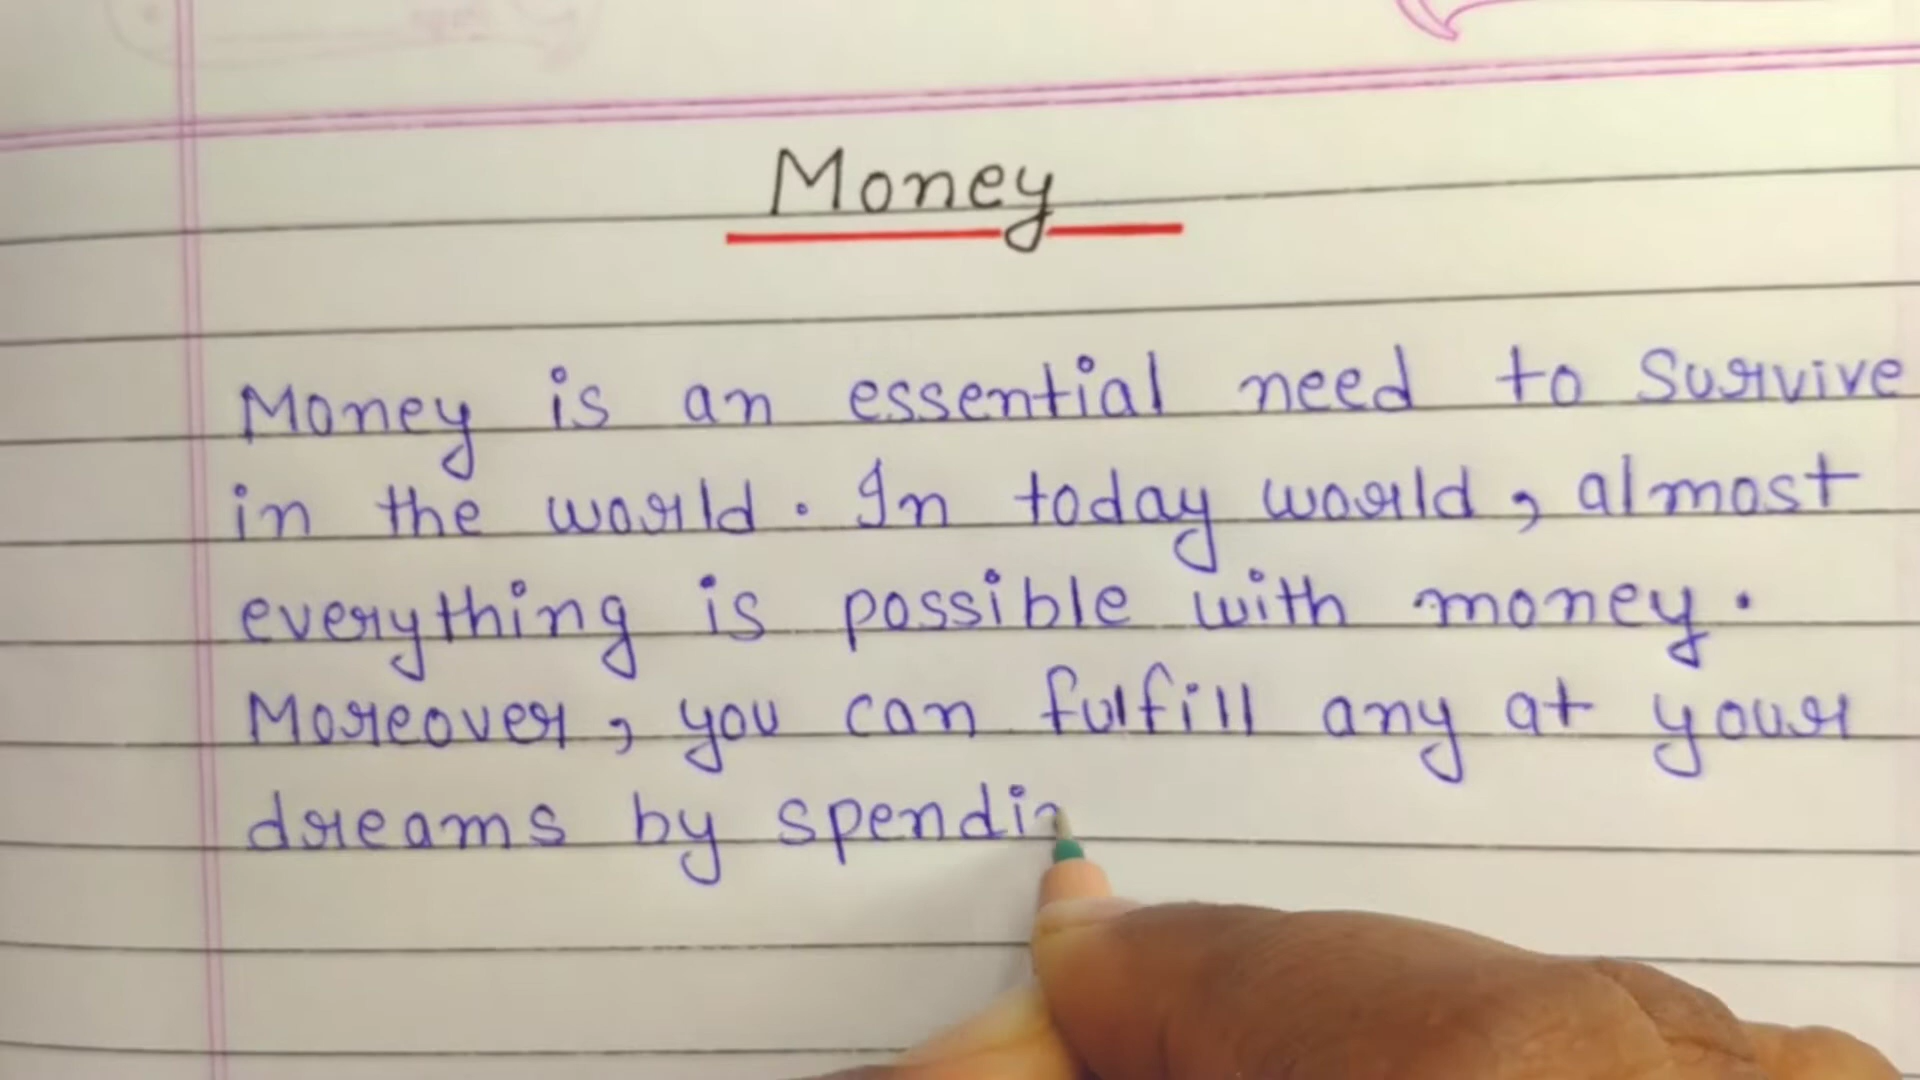 Money
Money is an essential need to Survive
in the world. In today world, almost
everything is possible with money.
Moreover, you can fulfill any at your
dreams by spendin